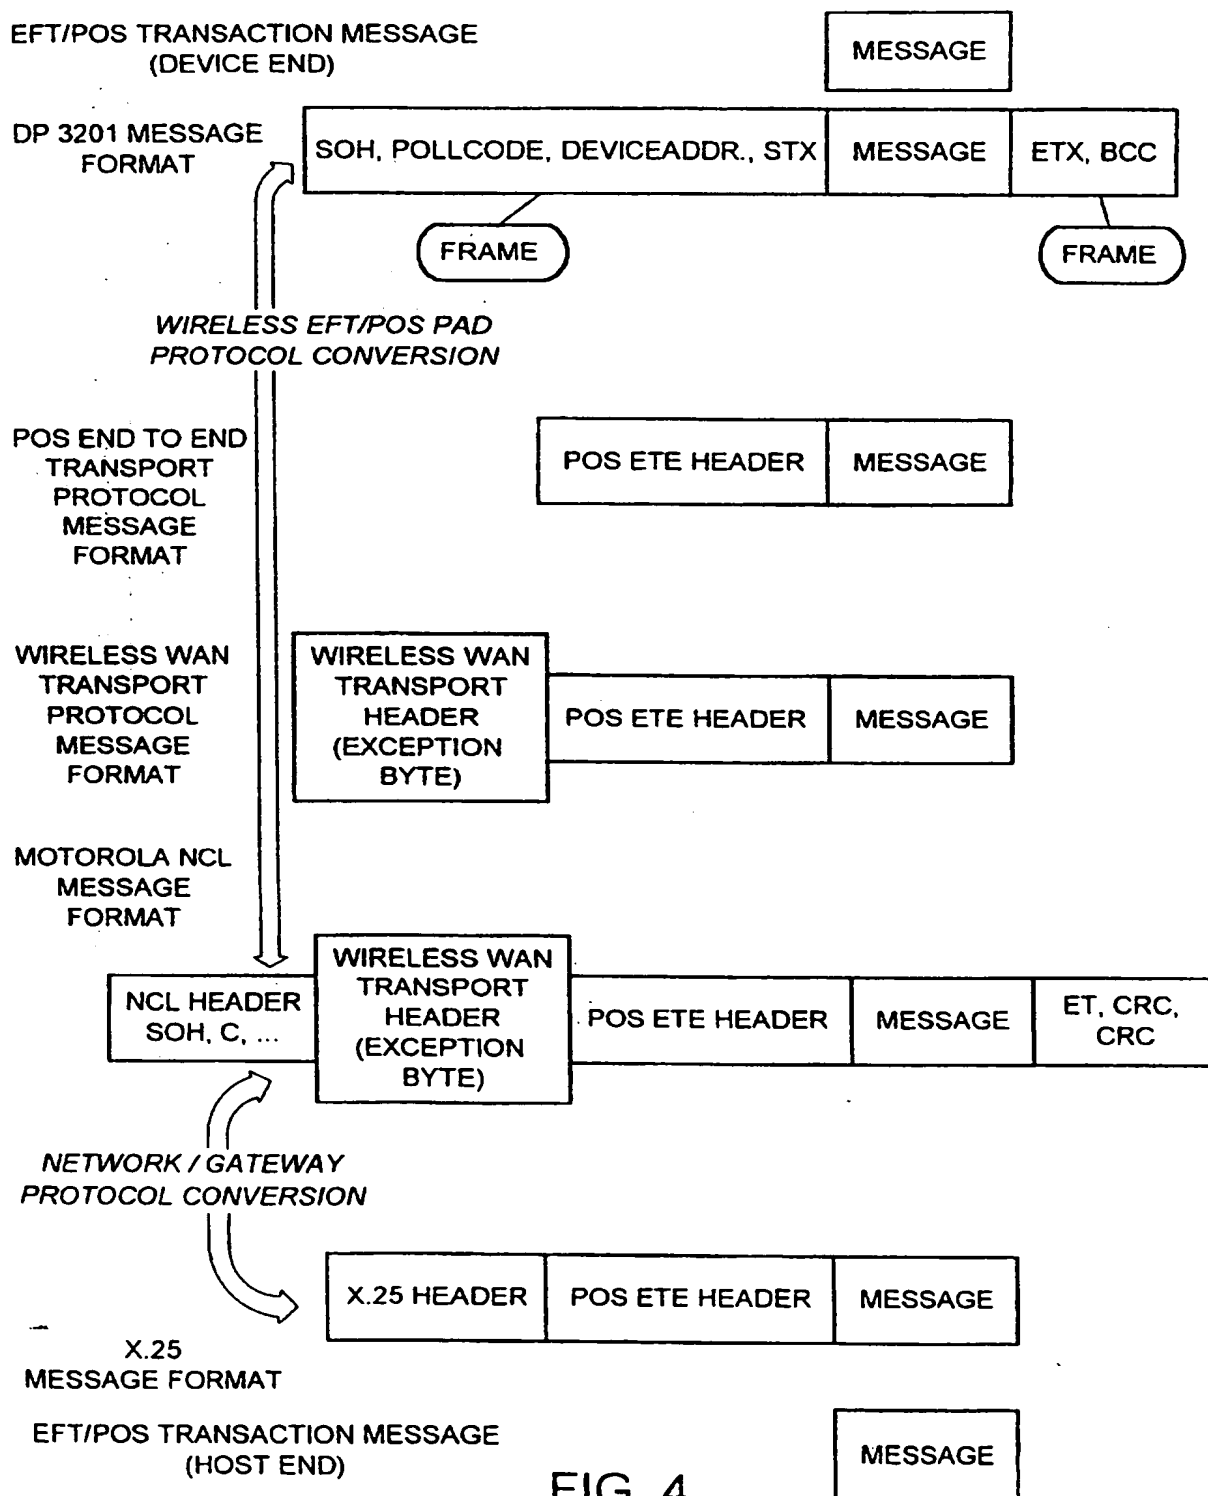 EFT/POS TRANSACTION MESSAGE
(DEVICE END)
MESSAGE
DP 3201 MESSAGE
FORMAT
SOH, POLLCODE, DEVICEADDR., STX
MESSAGE
ETX, BCC
FRAME
FRAME
WIRELESS EFT/POS PAD
PROTOCOL CONVERSION
POS END TO END
TRANSPORT
PROTOCOL
MESSAGE
FORMAT
POS ETE HEADER
MESSAGE
WIRELESS WAN
TRANSPORT
PROTOCOL
MESSAGE
FORMAT
WIRELESS WAN
TRANSPORT
HEADER
(EXCEPTION
BYTE)
POS ETE HEADER
MESSAGE
MOTOROLA NCL
MESSAGE
FORMAT
NCL HEADER
SOH, C, ...
WIRELESS WAN
TRANSPORT
HEADER
(EXCEPTION
BYTE)
POS ETE HEADER
MESSAGE
ET, CRC,
CRC
NETWORK / GATEWAY
PROTOCOL CONVERSION
X.25 HEADER
POS ETE HEADER
MESSAGE
X.25
MESSAGE FORMAT
EFT/POS TRANSACTION MESSAGE
(HOST END)
MESSAGE
FIG. 4